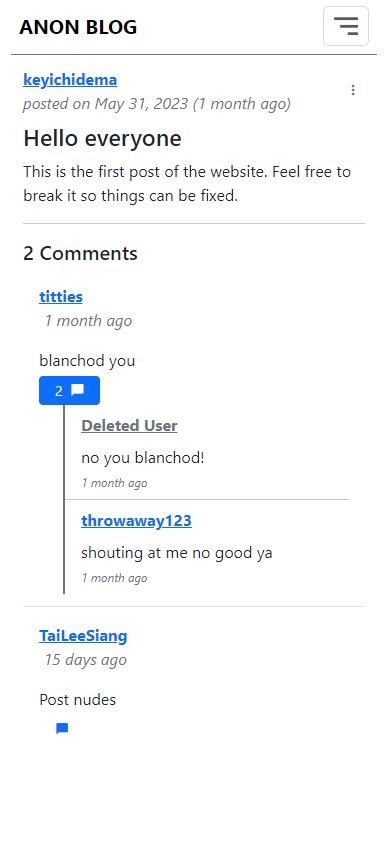 ANON BLOG
keyichidema
posted on May 31, 2023 (1 month ago)
Hello everyone
This is the first post of the website. Feel free to
break it so things can be fixed.
2 Comments
titties
1 month ago
blanchod you
2
Deleted User
no you blanchod!
1 month ago
throwaway123
shouting at me no good ya
1 month ago
TaiLeeSiang
15 days ago
Post nudes